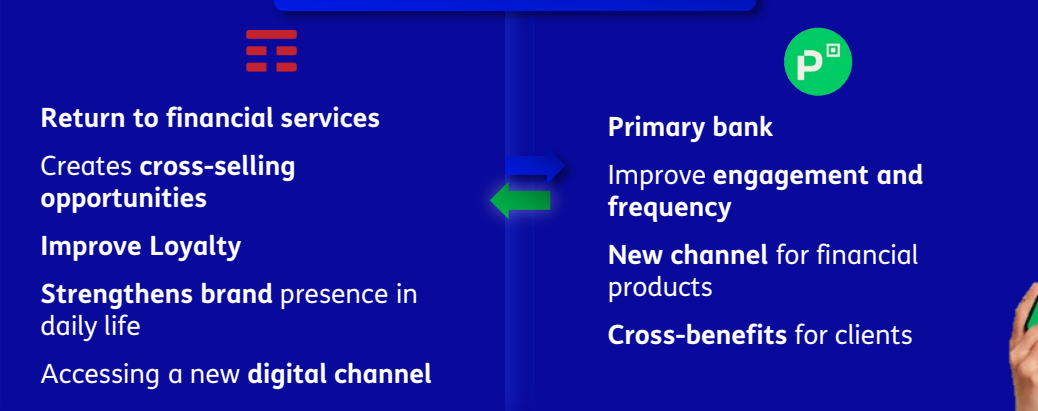 Return to financial services
Creates cross-selling
opportunities
Improve Loyalty
Strengthens brand presence in
daily life
Accessing a new digital channel
P
Primary bank
Improve engagement and
frequency
New channel for financial
products
Cross-benefits for clients